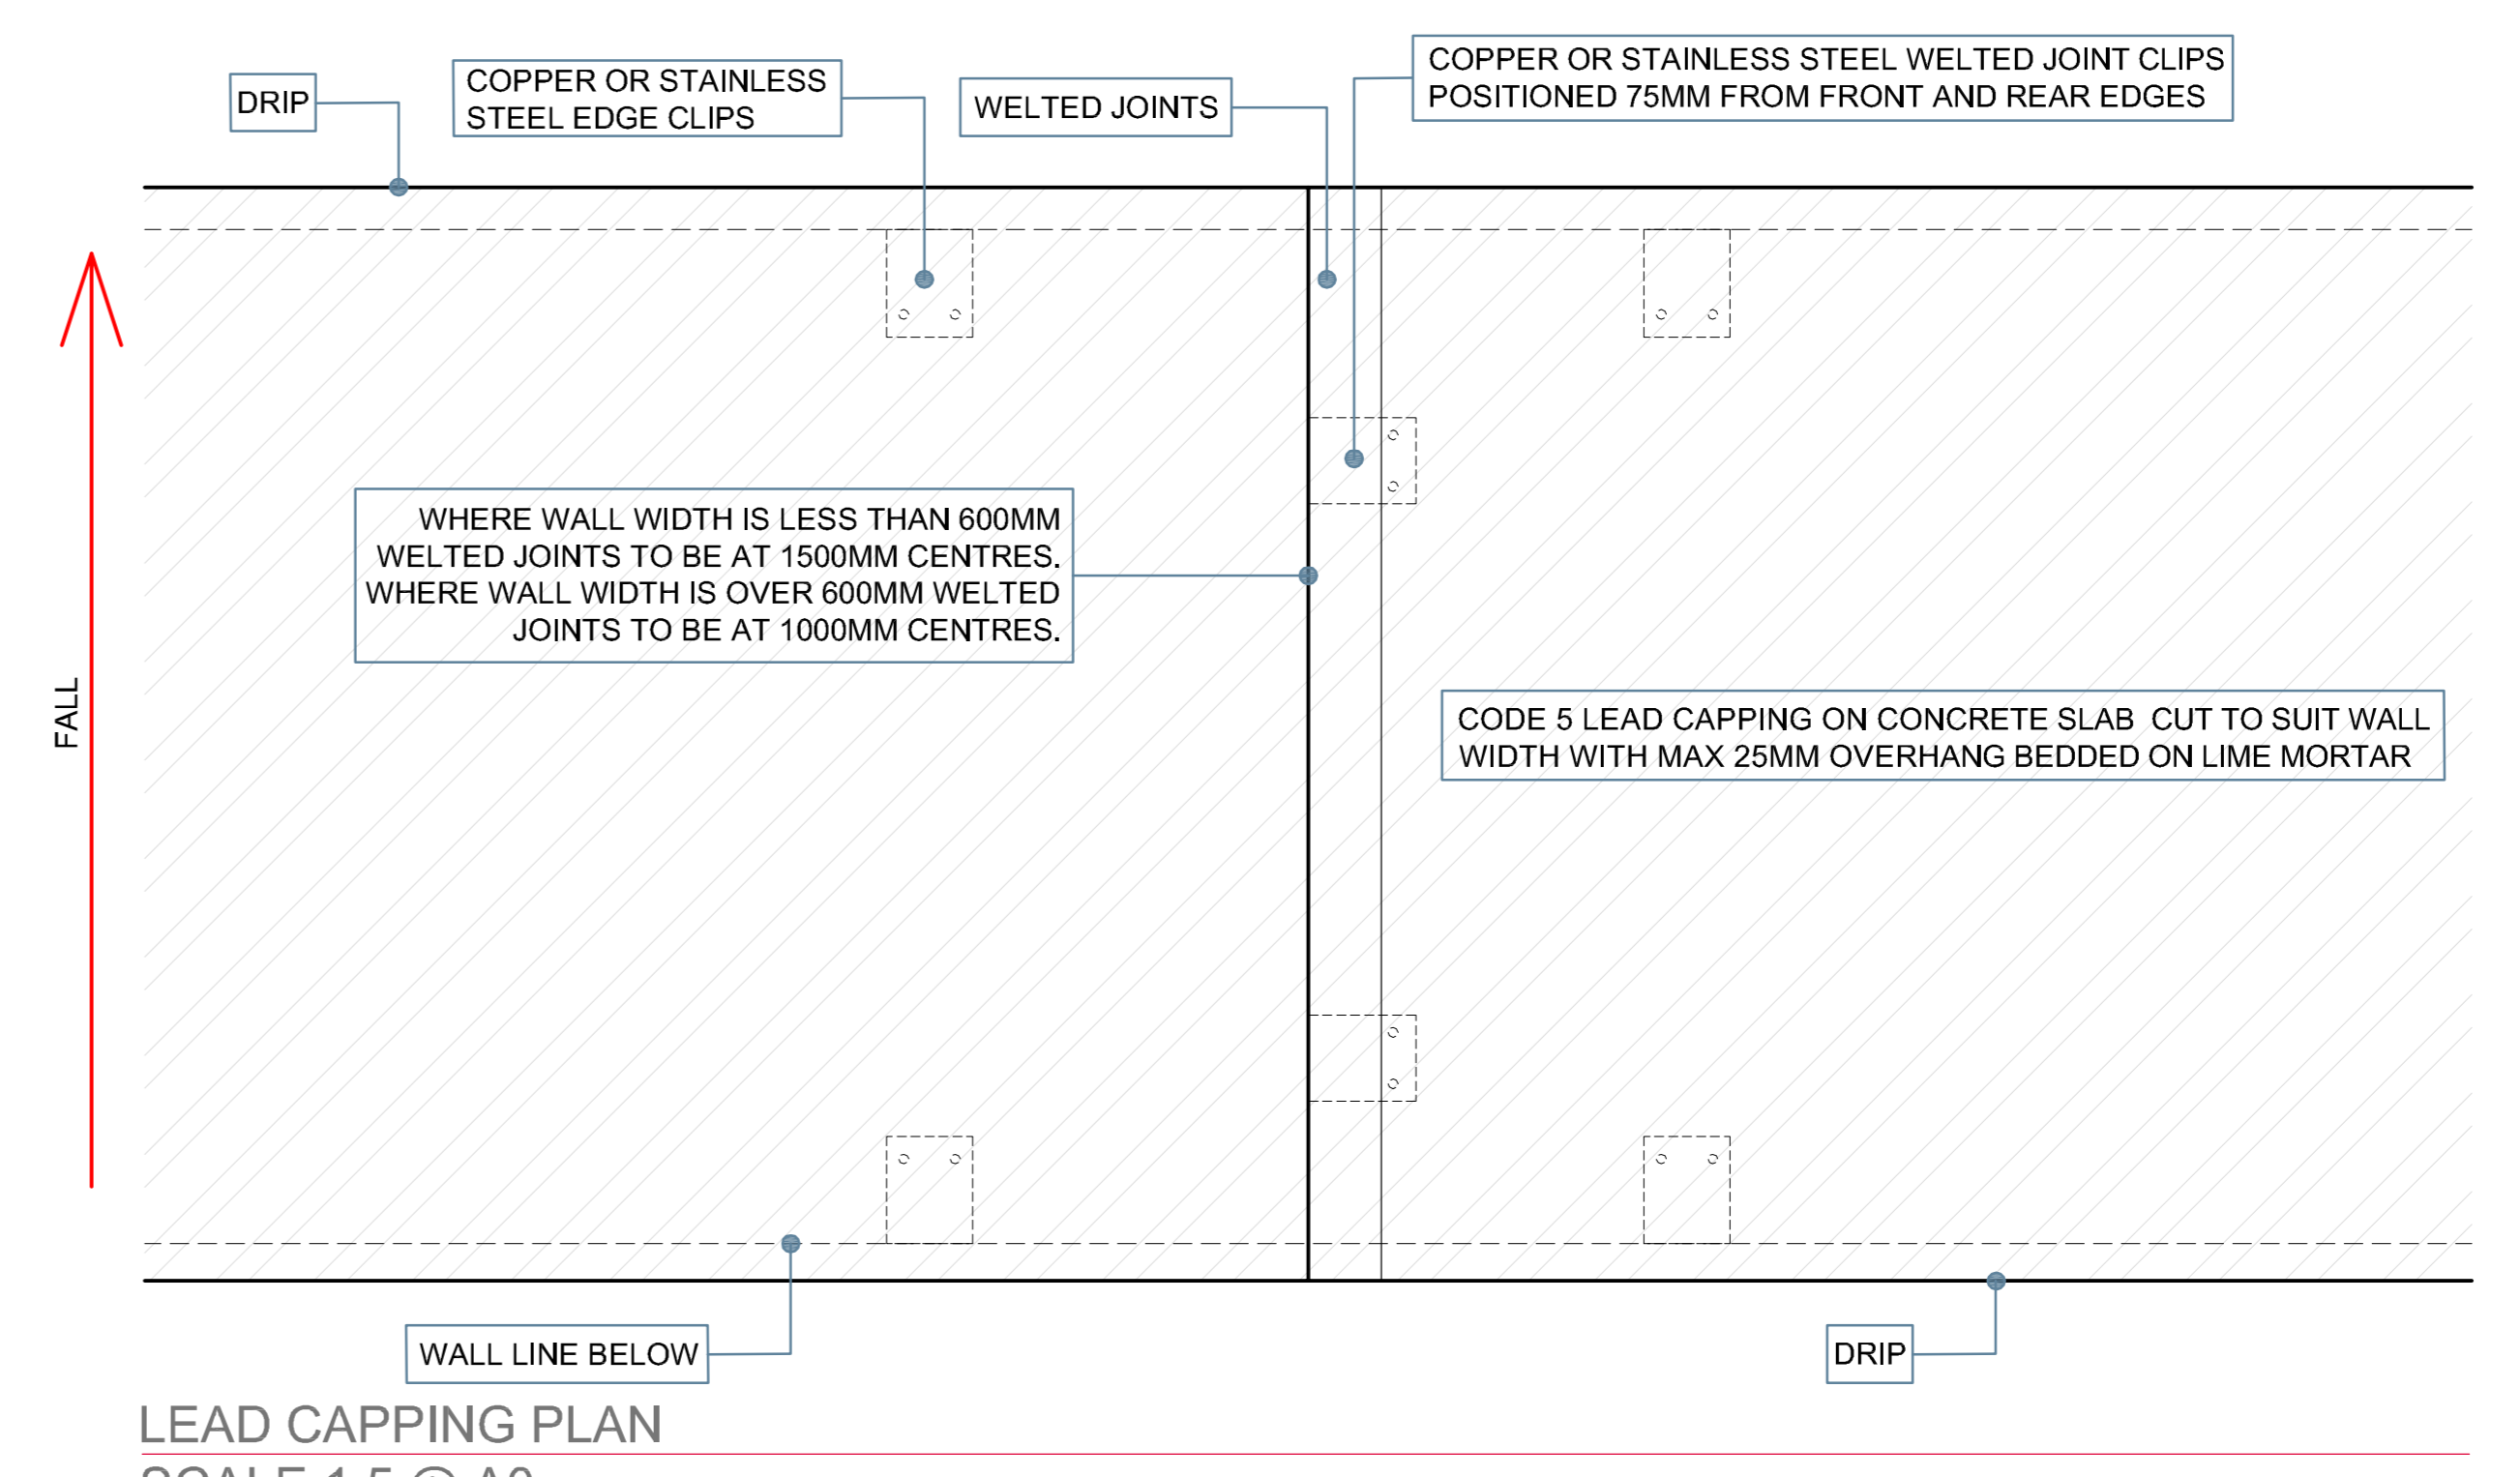 DRIP
COPPER OR STAINLESS
STEEL EDGE CLIPS
WELTED JOINTS
COPPER OR STAINLESS STEEL WELTED JOINT CLIPS
POSITIONED 75MM FROM FRONT AND REAR EDGES
WHERE WALL WIDTH IS LESS THAN 600MM
WELTED JOINTS TO BE AT 1500MM CENTRES.
WHERE WALL WIDTH IS OVER 600MM WELTED
JOINTS TO BE AT 1000MM CENTRES.
FALL
CODE 5 LEAD CAPPING ON CONCRETE SLAB CUT TO SUIT WALL
WIDTH WITH MAX 25MM OVERHANG BEDDED ON LIME MORTAR
WALL LINE BELOW
DRIP
LEAD CAPPING PLAN
SCALE 1:5 @